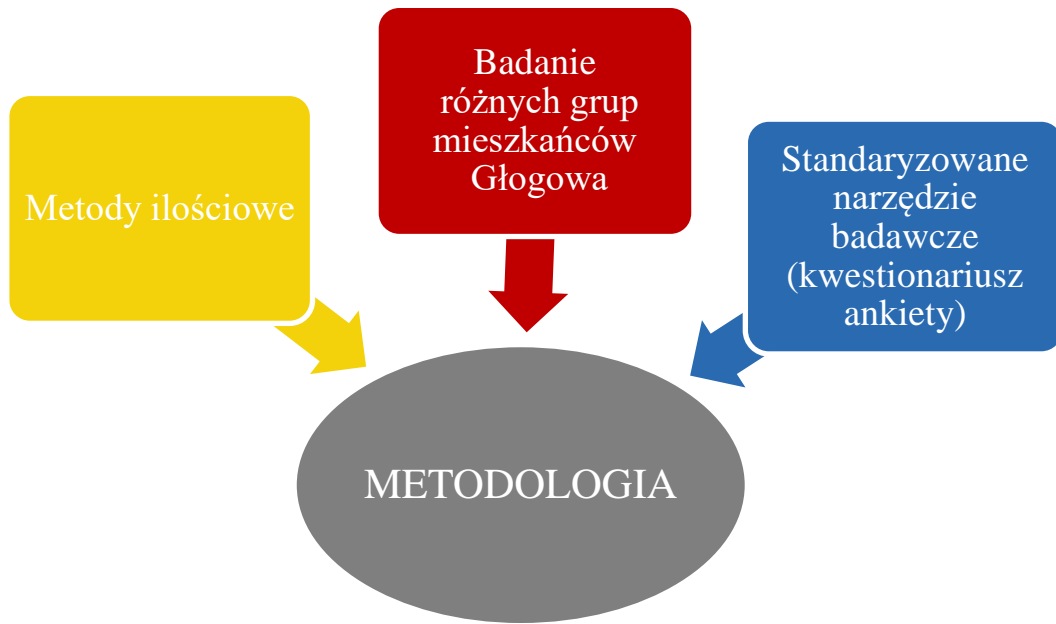 Metody ilościowe
Badanie
różnych grup
mieszkańców
Głogowa
Standaryzowane
narzędzie
badawcze
(kwestionariusz
ankiety)
METODOLOGIA